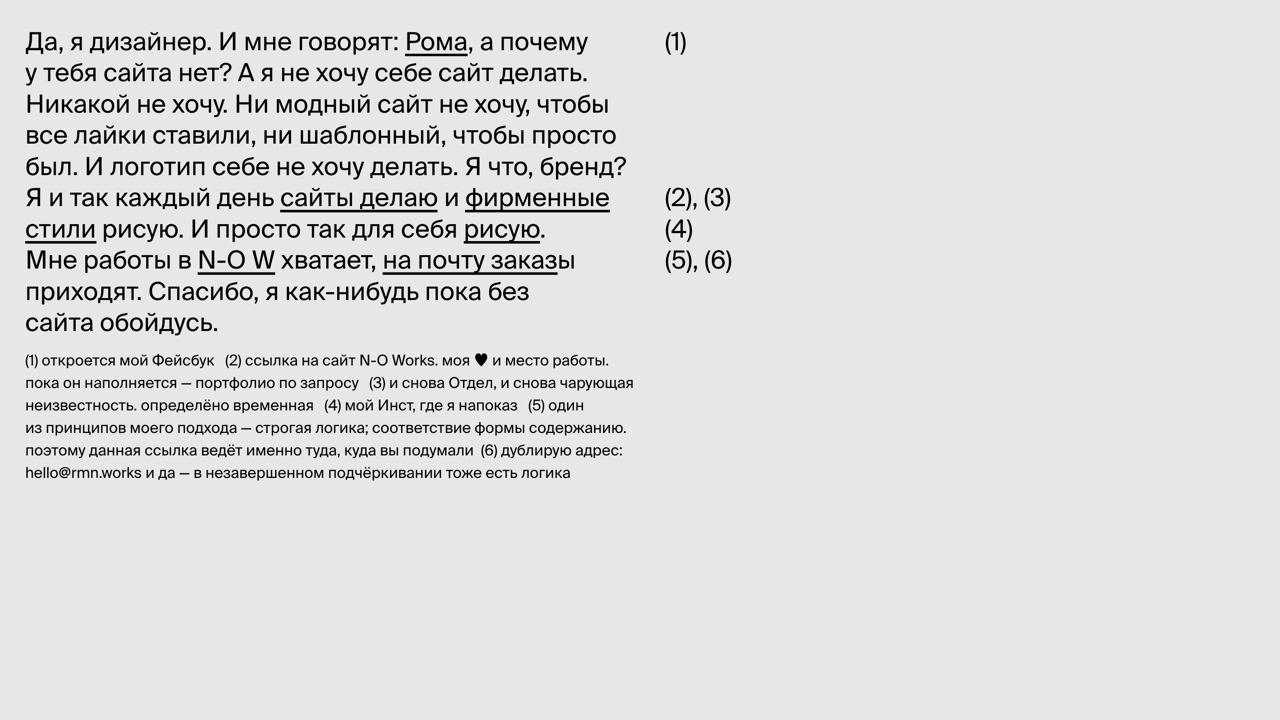 Да, я дизайнер. И мне говорят: Рома, а почему (1)
у тебя сайта нет? А я не хочу себе сайт делать.
Никакой не хочу. Ни модный сайт не хочу, чтобы
все лайки ставили, ни шаблонный, чтобы просто
был. И логотип себе не хочу делать. Я что, бренд?
Я и так каждый день сайты делаю и фирменные (2), (3)
стили рисую. И просто так для себя рисую. (4)
Мне работы в N-O W хватает, на почту заказы (5), (6)
приходят. Спасибо, я как-нибудь пока без
сайта обойдусь.
(1) откроется мой Фейсбук (2) ссылка на сайт N-O Works. моя ♥ и место работы.
пока он наполняется — портфолио по запросу (3) и снова Отдел, и снова чарующая
неизвестность. определёно временная (4) мой Инст, где я напоказ (5) один
из принципов моего подхода — строгая логика; соответствие формы содержанию.
поэтому данная ссылка ведёт именно туда, куда вы подумали (6) дублирую адрес:
hello@rmn.works и да — в незавершенном подчёркивании тоже есть логика